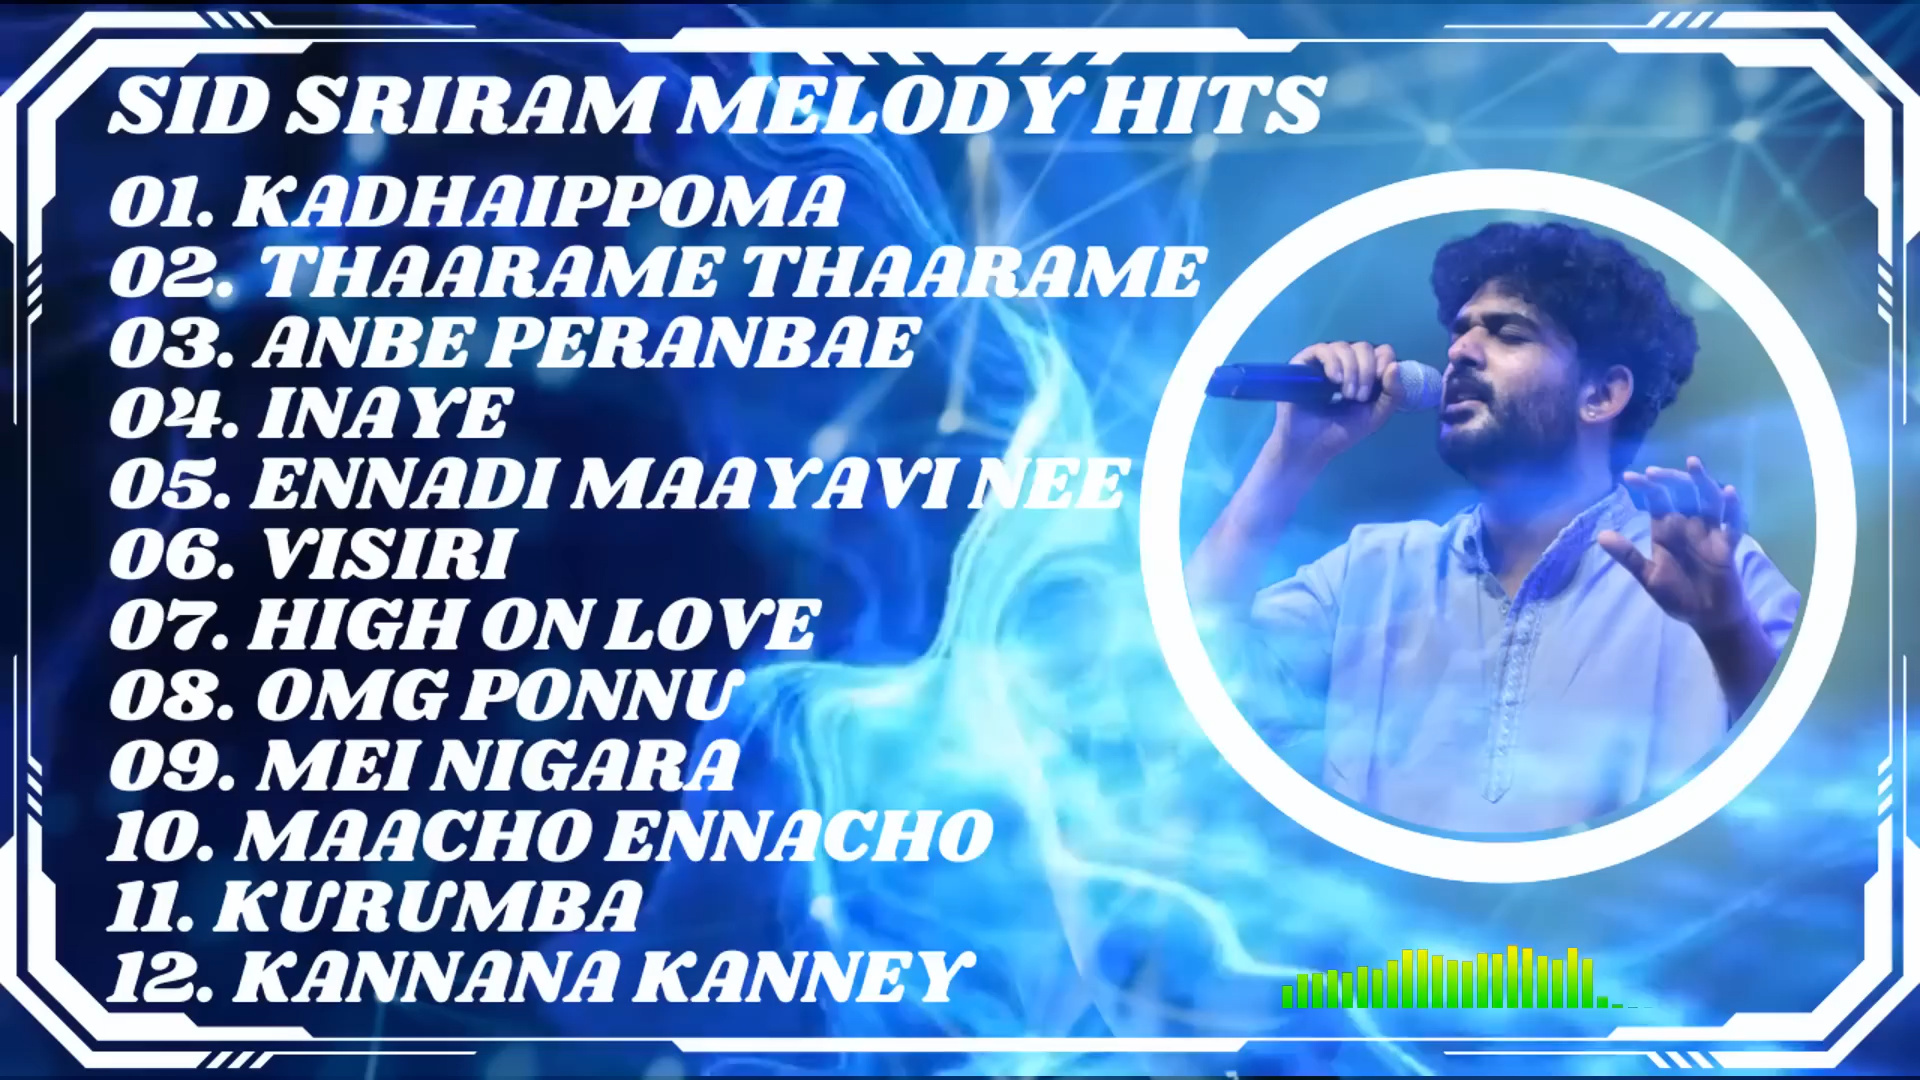 SID SRIRAM MELODY HITS
01. KADHAIPPOMA
02. THAARAME THAARAME
03. ANBE PERANBAE
04. INAYE
05. ENNADI MAAYAVI NEE
06. VISIRI
07. HIGH ON LOVE
08. OMG PONNU
09. MEI NIGARA
10. MAACHO ENNACHO
11. KURUMBA
12. KANNANA KANNEY